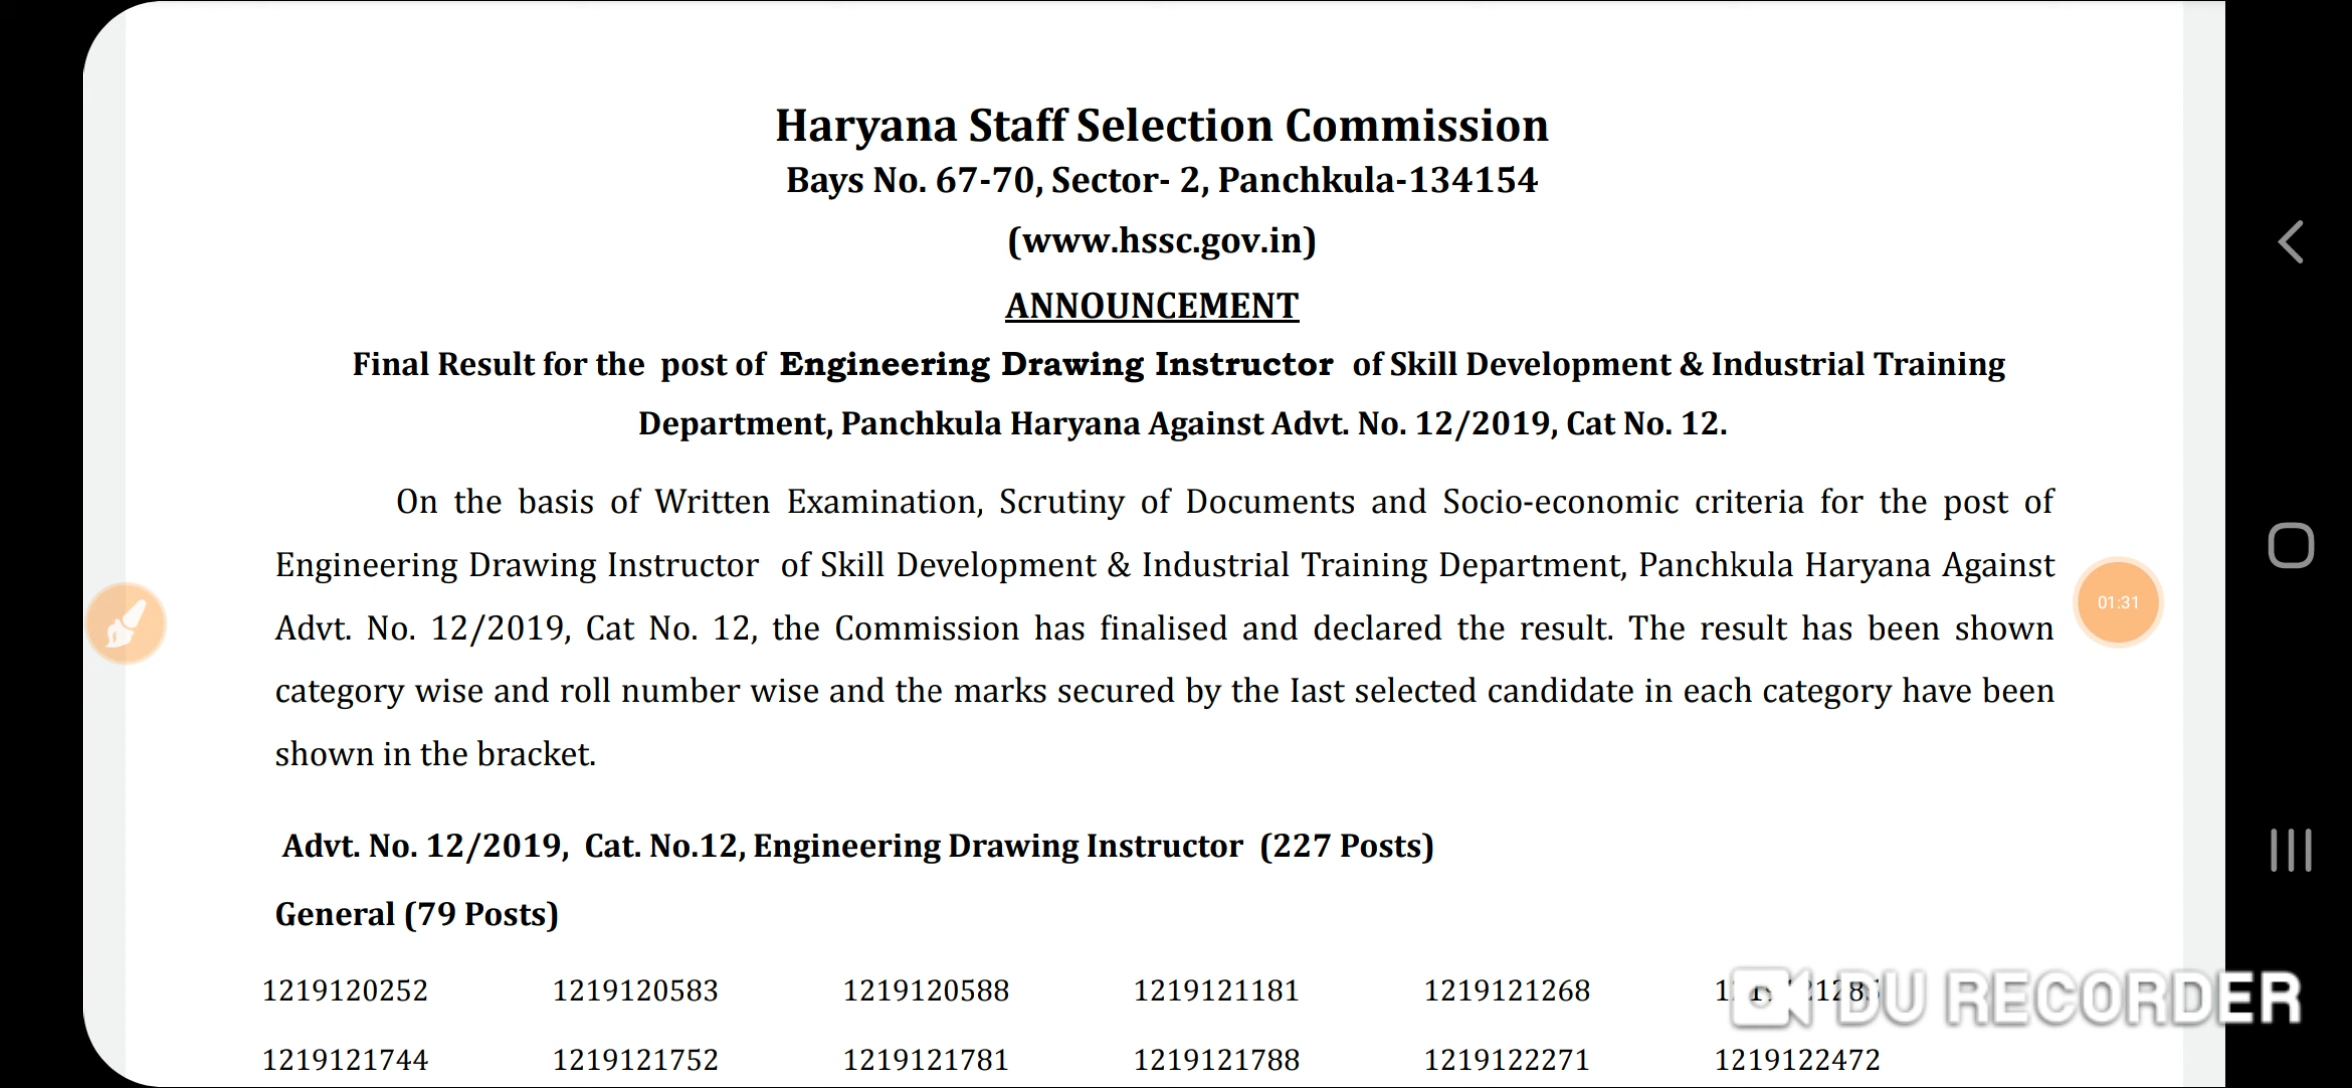 Haryana Staff Selection Commission
Bays No. 67-70, Sector- 2, Panchkula-134154
(www.hssc.gov.in)
ANNOUNCEMENT
Final Result for the post of Engineering Drawing Instructor of Skill Development & Industrial Training
Department, Panchkula Haryana Against Advt. No. 12/2019, Cat No. 12.
On the basis of Written Examination, Scrutiny of Documents and Socio-economic criteria for the post of
Engineering Drawing Instructor of Skill Development & Industrial Training Department, Panchkula Haryana Against
Advt. No. 12/2019, Cat No. 12, the Commission has finalised and declared the result. The result has been shown
category wise and roll number wise and the marks secured by the last selected candidate in each category have been
shown in the bracket.
01:31
Advt. No. 12/2019, Cat. No.12, Engineering Drawing Instructor (227 Posts)
General (79 Posts)
1219120252 1219120583 1219120588 1219121181 1219121268
DU RECORDER
1219121744 1219121752 1219121781 1219121788 1219122271 1219122472